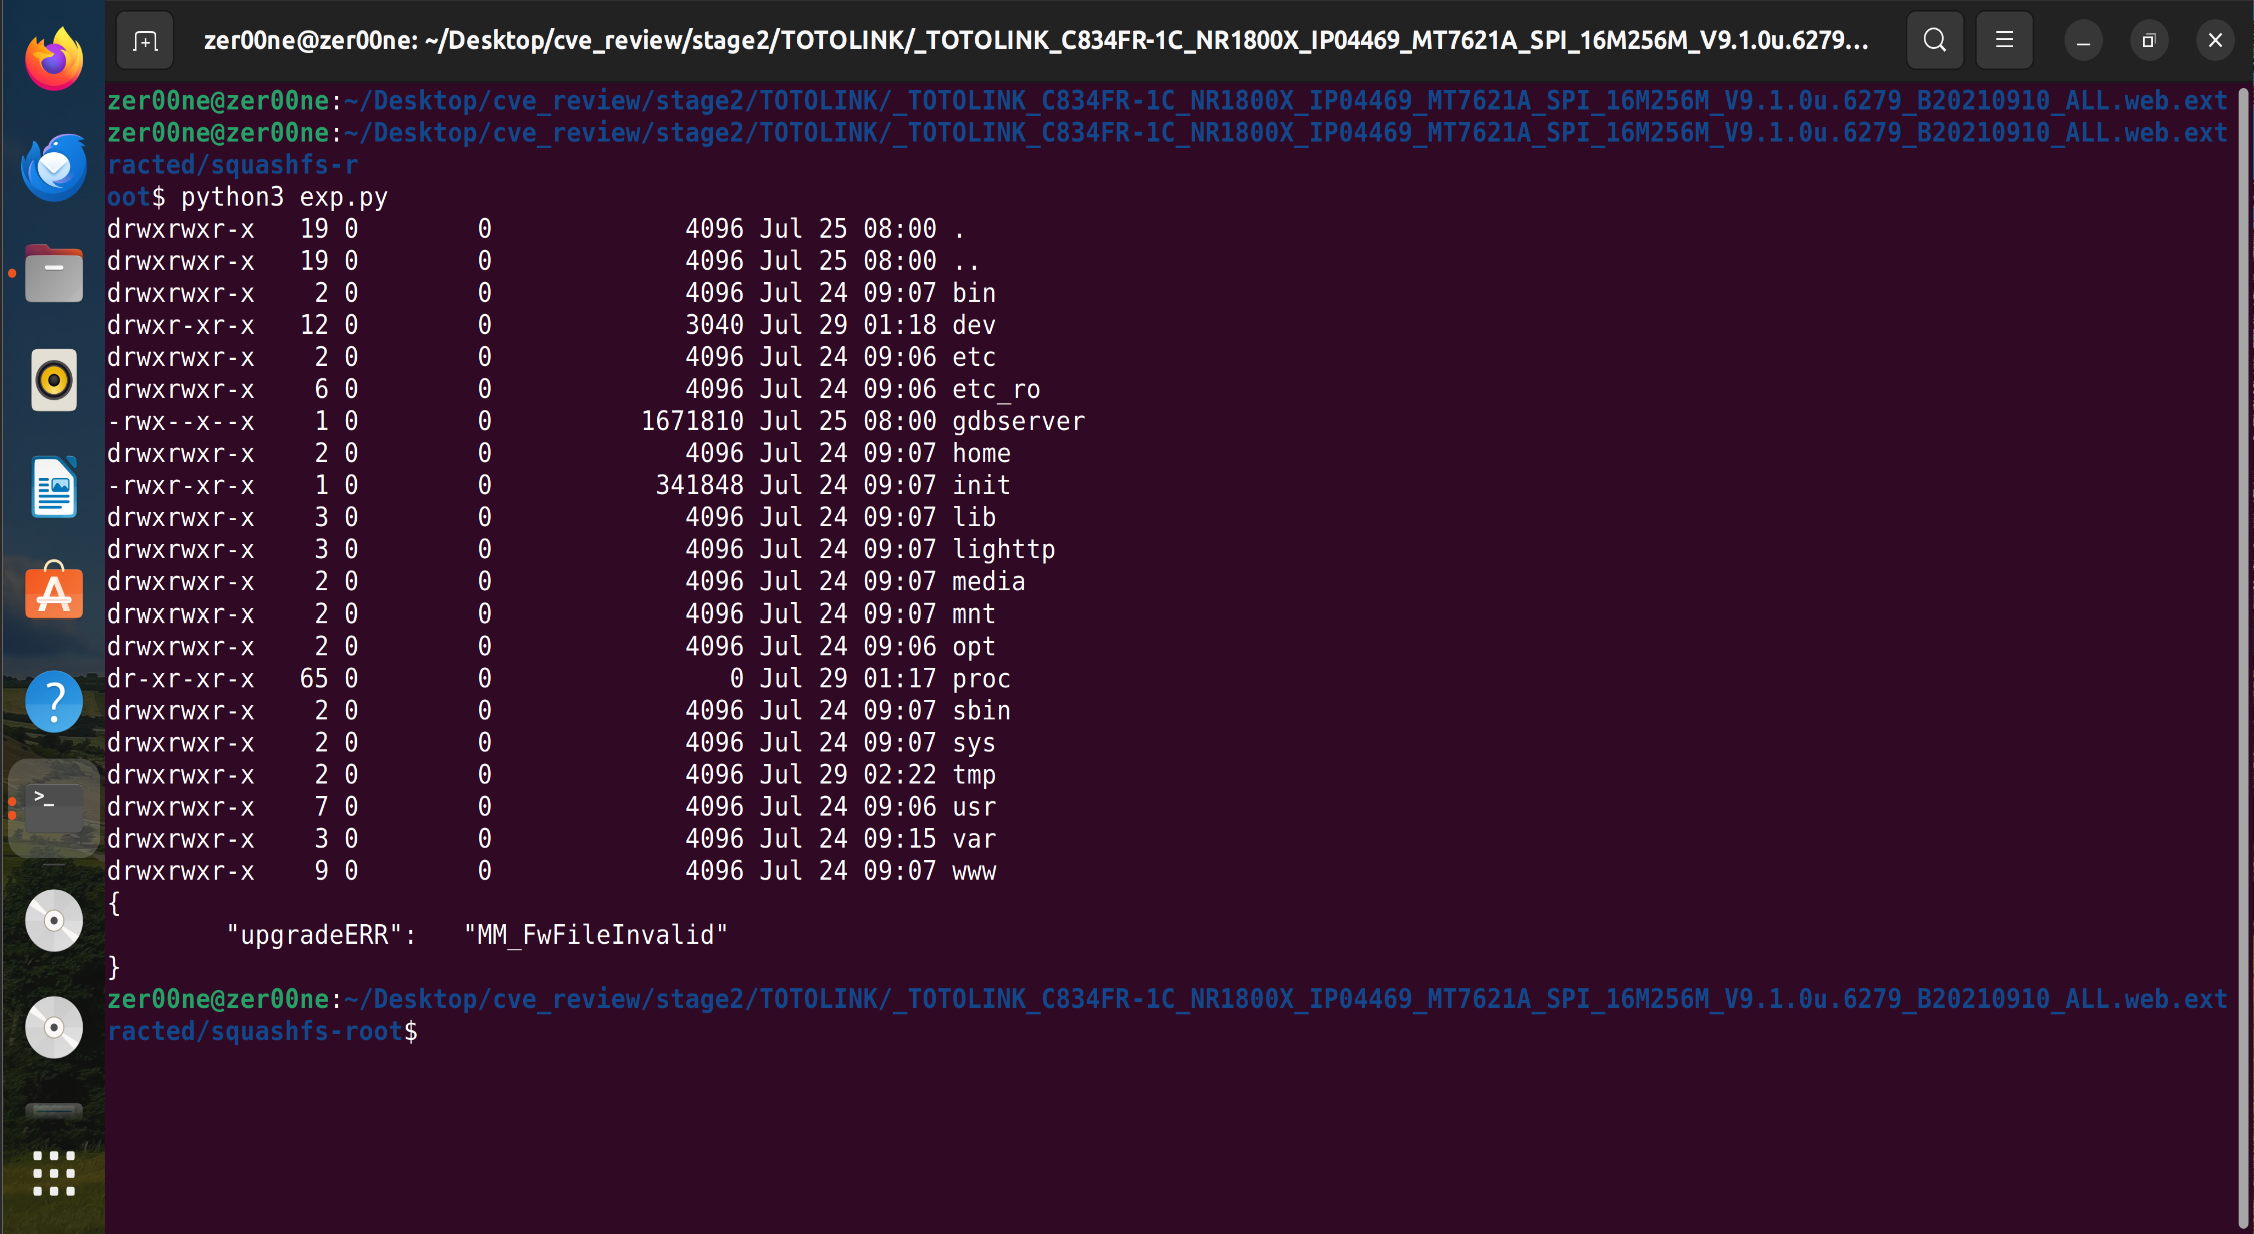 zer00ne@zer00ne: ~/Desktop/cve_review/stage2/TOTOLINK/_TOTOLINK_C834FR-1C_NR1800X_IP04469_MT7621A_SPI_16M256M_V9.1.0u.6279...
zer00ne@zer00ne:~/Desktop/cve_review/stage2/TOTOLINK/_TOTOLINK_C834FR-1C_NR1800X_IP04469_MT7621A_SPI_16M256M_V9.1.0u.6279_B20210910_ALL.web.ext
zer00ne@zer00ne:~/Desktop/cve_review/stage2/TOTOLINK/_TOTOLINK_C834FR-1C_NR1800X_IP04469_MT7621A_SPI_16M256M_V9.1.0u.6279_B20210910_ALL.web.ext
racted/squashfs-r
oot$ python3 exp.py
drwxrwxr-x   19 0        0             4096 Jul 25 08:00 .
drwxrwxr-x   19 0        0             4096 Jul 25 08:00 ..
drwxrwxr-x    2 0        0             4096 Jul 24 09:07 bin
drwxr-xr-x   12 0        0             3040 Jul 29 01:18 dev
drwxrwxr-x    2 0        0             4096 Jul 24 09:06 etc
drwxrwxr-x    6 0        0             4096 Jul 24 09:06 etc_ro
-rwx--x--x    1 0        0          1671810 Jul 25 08:00 gdbserver
drwxrwxr-x    2 0        0             4096 Jul 24 09:07 home
-rwxr-xr-x    1 0        0           341848 Jul 24 09:07 init
drwxrwxr-x    3 0        0             4096 Jul 24 09:07 lib
drwxrwxr-x    3 0        0             4096 Jul 24 09:07 lighttp
drwxrwxr-x    2 0        0             4096 Jul 24 09:07 media
drwxrwxr-x    2 0        0             4096 Jul 24 09:07 mnt
drwxrwxr-x    2 0        0             4096 Jul 24 09:06 opt
dr-xr-xr-x   65 0        0                0 Jul 29 01:17 proc
drwxrwxr-x    2 0        0             4096 Jul 24 09:07 sbin
drwxrwxr-x    2 0        0             4096 Jul 24 09:07 sys
drwxrwxr-x    2 0        0             4096 Jul 29 02:22 tmp
drwxrwxr-x    7 0        0             4096 Jul 24 09:06 usr
drwxrwxr-x    3 0        0             4096 Jul 24 09:15 var
drwxrwxr-x    9 0        0             4096 Jul 24 09:07 www
{
        "upgradeERR":   "MM_FwFileInvalid"
}
zer00ne@zer00ne:~/Desktop/cve_review/stage2/TOTOLINK/_TOTOLINK_C834FR-1C_NR1800X_IP04469_MT7621A_SPI_16M256M_V9.1.0u.6279_B20210910_ALL.web.ext
racted/squashfs-root$